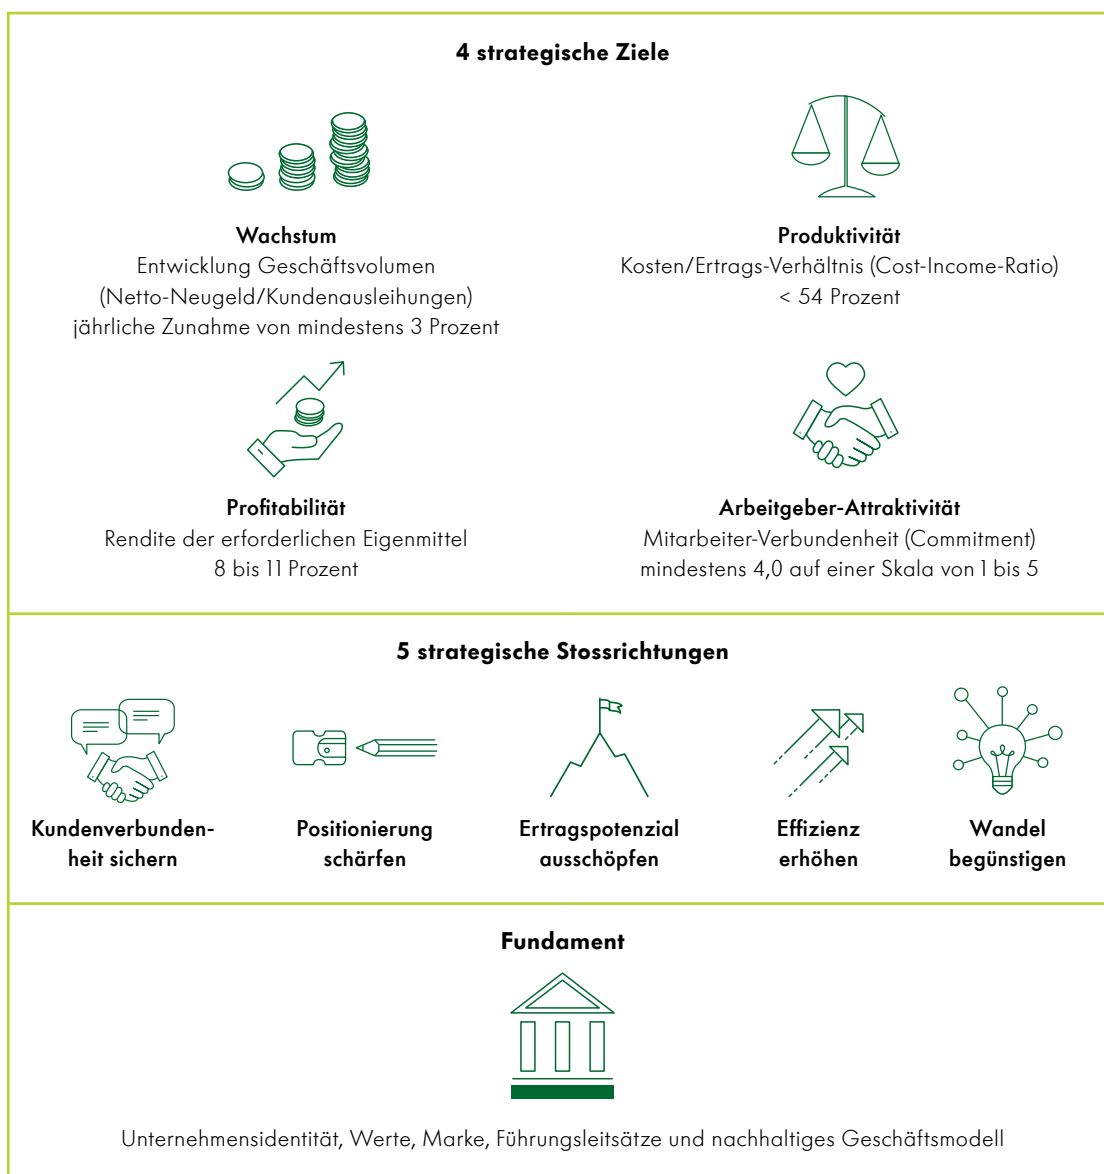 4 strategische Ziele
Wachstum
Entwicklung Geschäftsvolumen
(Netto-Neugeld/Kundenausleihungen)
jährliche Zunahme von mindestens 3 Prozent
Produktivität
Kosten/Ertrags-Verhältnis (Cost-Income-Ratio)
< 54 Prozent
Profitabilität
Rendite der erforderlichen Eigenmittel
8 bis 11 Prozent
Arbeitgeber-Attraktivität
Mitarbeiter-Verbundenheit (Commitment)
mindestens 4,0 auf einer Skala von 1 bis 5
5 strategische Stossrichtungen
Kundenverbunden-
heit sichern
Positionierung
schärfen
Ertragspotenzial
ausschöpfen
Effizienz
erhöhen
Wandel
begünstigen
Fundament
Unternehmensidentität, Werte, Marke, Führungsleitsätze und nachhaltiges Geschäftsmodell